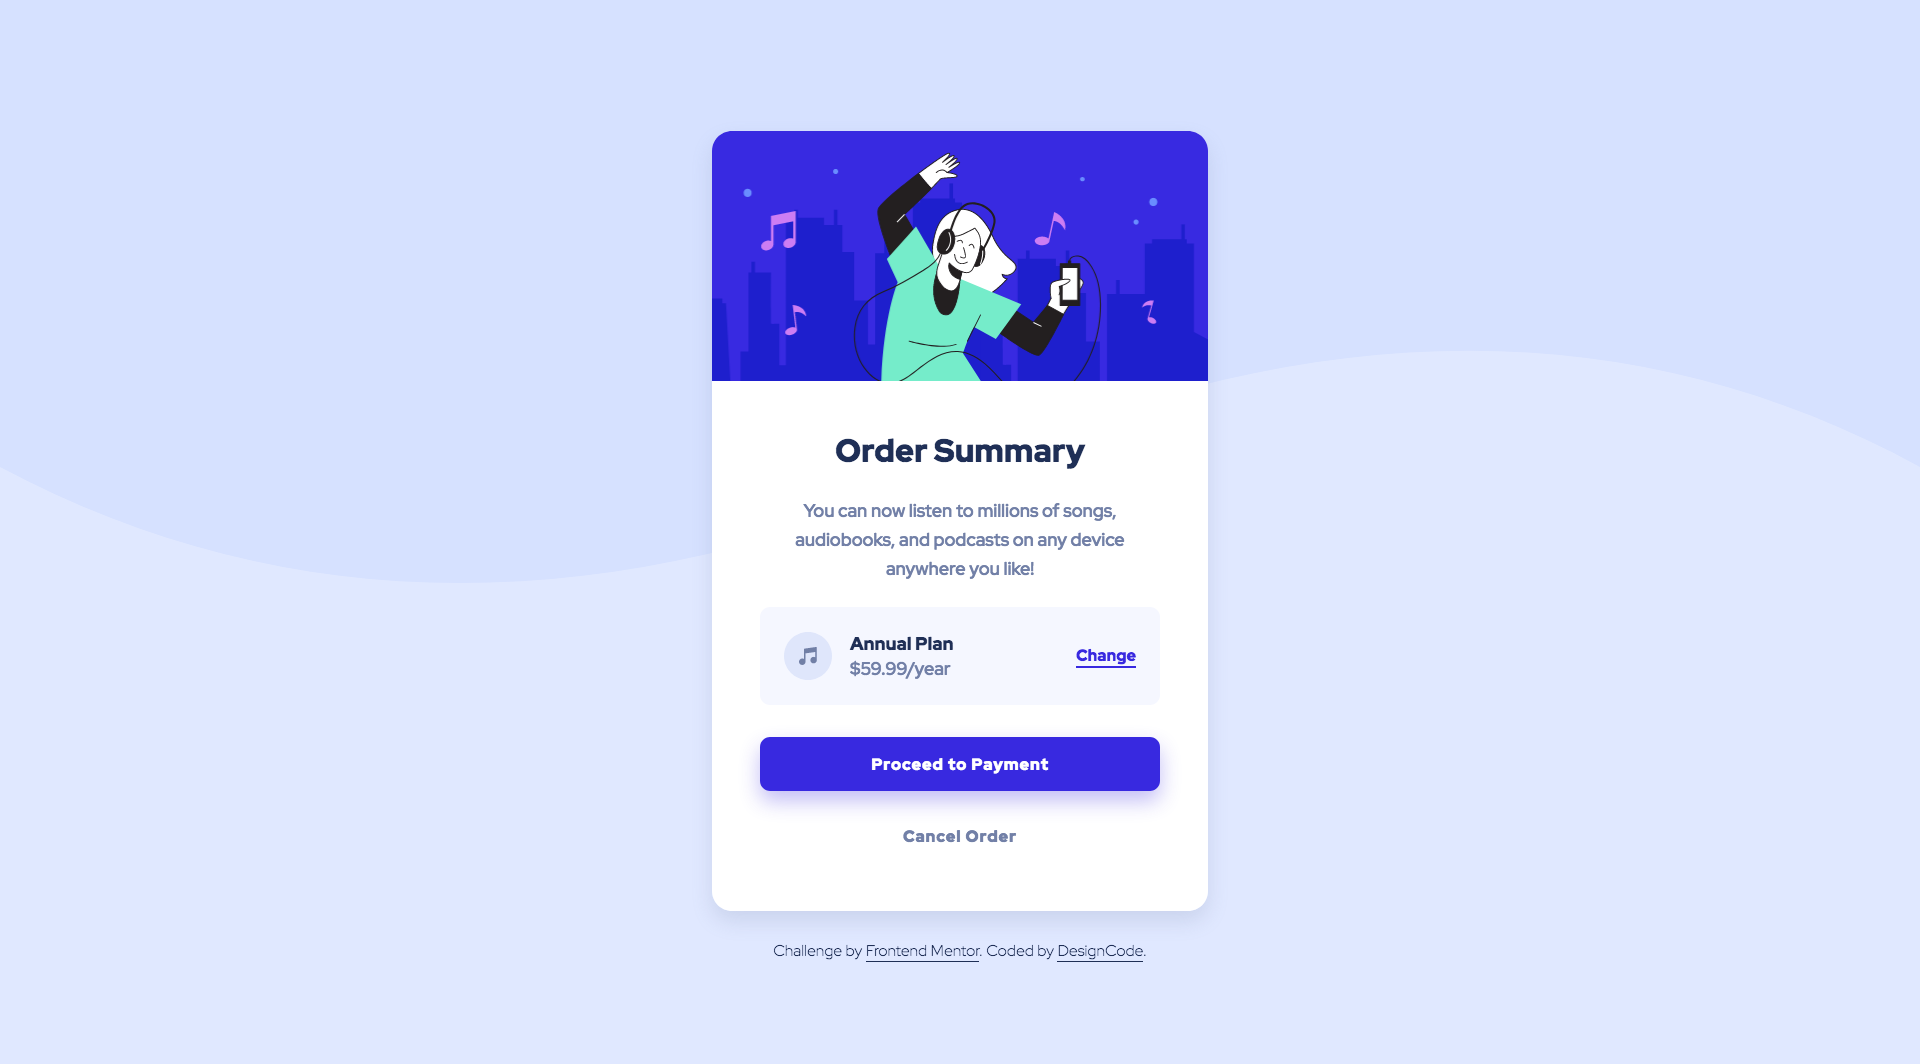 Order Summary
You can now listen to millions of songs,
audiobooks, and podcasts on any device
anywhere you like!
Annual Plan
$59.99/year
Change
Proceed to Payment
Cancel Order
Challenge by Frontend Mentor. Coded by DesignCode.